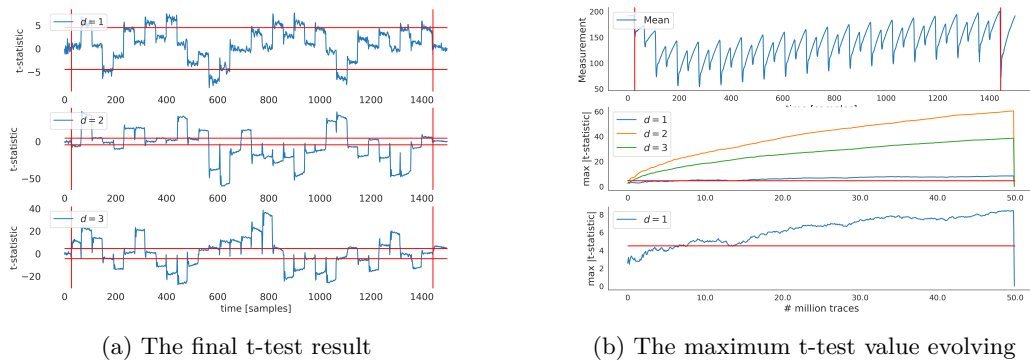 t-statistic
5
0
−5
d = 1
0 200 400 600 800 1000 1200 1400
t-statistic
0
−50
d = 2
0 200 400 600 800 1000 1200 1400
t-statistic
40
20
0
−20
d = 3
0 200 400 600 800 1000 1200 1400
time [samples]
(a) The final t-test result
Measurement
200
150
100
50
Mean
0 200 400 600 800 1000 1200 1400
time [samples]
max |t-statistic|
60
40
20
0
d = 1
d = 2
d = 3
0.0 10.0 20.0 30.0 40.0 50.0
max |t-statistic|
8
6
4
2
0
d = 1
0.0 10.0 20.0 30.0 40.0 50.0
# million traces
(b) The maximum t-test value evolving